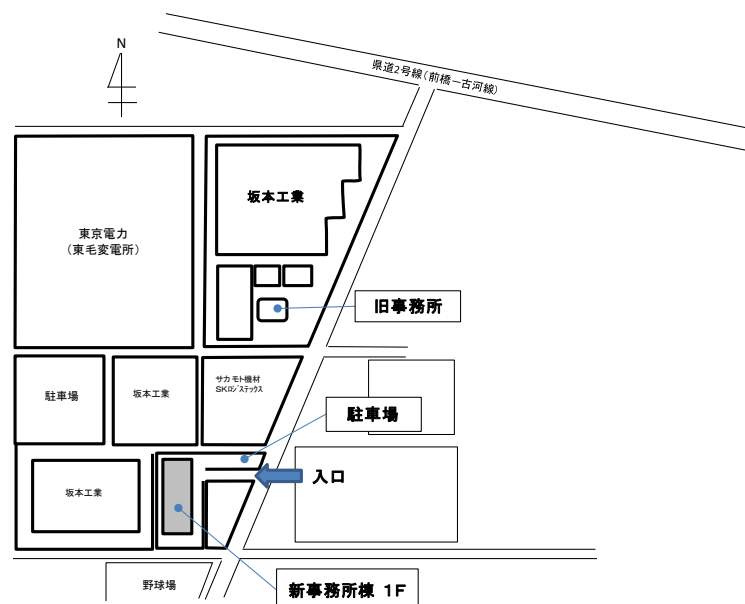 N
県道2号線(前橋ー古河線)
坂本工業
東京電力
(東毛変電所)
旧事務所
駐車場
坂本工業
サカモト機材
SKロジステックス
駐車場
入口
坂本工業
野球場
新事務所棟 1F